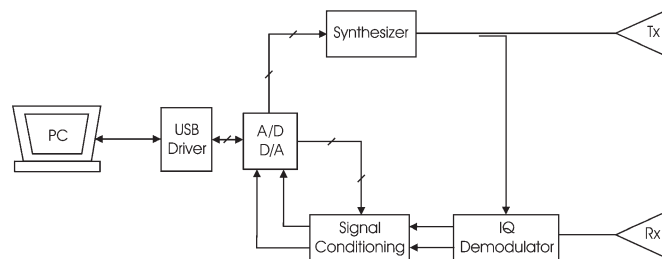 Synthesizer
Tx
PC
USB
Driver
A/D
D/A
Signal
Conditioning
IQ
Demodulator
Rx